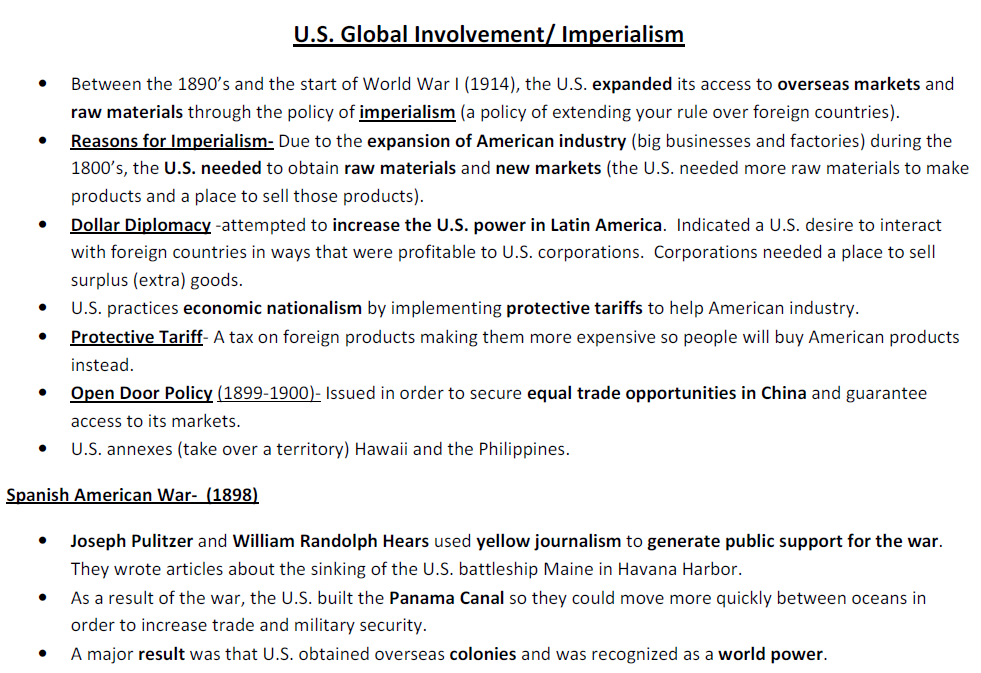 U.S. Global Involvement/ Imperialism
• Between the 1890's and the start of World War I (1914), the U.S. expanded its access to overseas markets and
raw materials through the policy of imperialism (a policy of extending your rule over foreign countries).
• Reasons for Imperialism- Due to the expansion of American industry (big businesses and factories) during the
1800's, the U.S. needed to obtain raw materials and new markets (the U.S. needed more raw materials to make
products and a place to sell those products).
• Dollar Diplomacy -attempted to increase the U.S. power in Latin America. Indicated a U.S. desire to interact
with foreign countries in ways that were profitable to U.S. corporations. Corporations needed a place to sell
surplus (extra) goods.
• U.S. practices economic nationalism by implementing protective tariffs to help American industry.
• Protective Tariff- A tax on foreign products making them more expensive so people will buy American products
instead.
• Open Door Policy (1899-1900)- Issued in order to secure equal trade opportunities in China and guarantee
access to its markets.
• U.S. annexes (take over a territory) Hawaii and the Philippines.
Spanish American War- (1898)
• Joseph Pulitzer and William Randolph Hears used yellow journalism to generate public support for the war.
They wrote articles about the sinking of the U.S. battleship Maine in Havana Harbor.
• As a result of the war, the U.S. built the Panama Canal so they could move more quickly between oceans in
order to increase trade and military security.
• A major result was that U.S. obtained overseas colonies and was recognized as a world power.